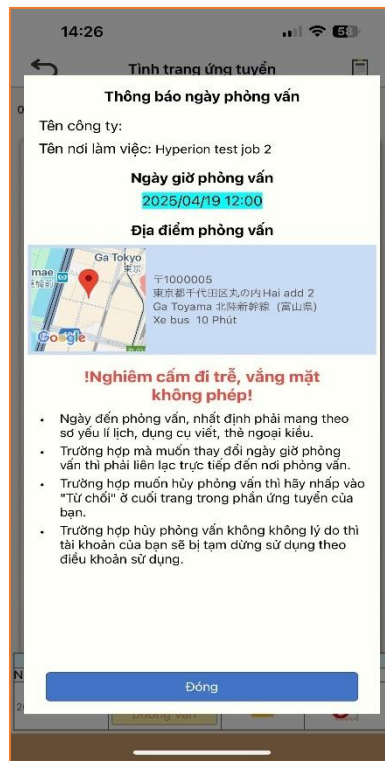 14:26
58
Tình trạng ứng tuyển
Thông báo ngày phỏng vấn
Tên công ty:
Tên nơi làm việc: Hyperion test job 2
Ngày giờ phỏng vấn
2025/04/19 12:00
Địa điểm phỏng vấn
Ga Tokyo
東京
mae
Google
〒1000005
東京都千代田区丸の内Hai add 2
Ga Toyama 北陸新幹線（富山県）
Xe bus 10 Phút
!Nghiêm cấm đi trễ, vắng mặt
không phép!
• Ngày đến phỏng vấn, nhất định phải mang theo
sơ yếu lí lịch, dụng cụ viết, thẻ ngoại kiều.
• Trường hợp mà muốn thay đổi ngày giờ phỏng
vấn thì phải liên lạc trực tiếp đến nơi phỏng vấn.
• Trường hợp muốn hủy phỏng vấn thì hãy nhấp vào
"Từ chối" ở cuối trang trong phần ứng tuyển của
bạn.
• Trường hợp hủy phỏng vấn không không lý do thì
tài khoản của bạn sẽ bị tạm dừng sử dụng theo
điều khoản sử dụng.
Đóng
phỏng vấn